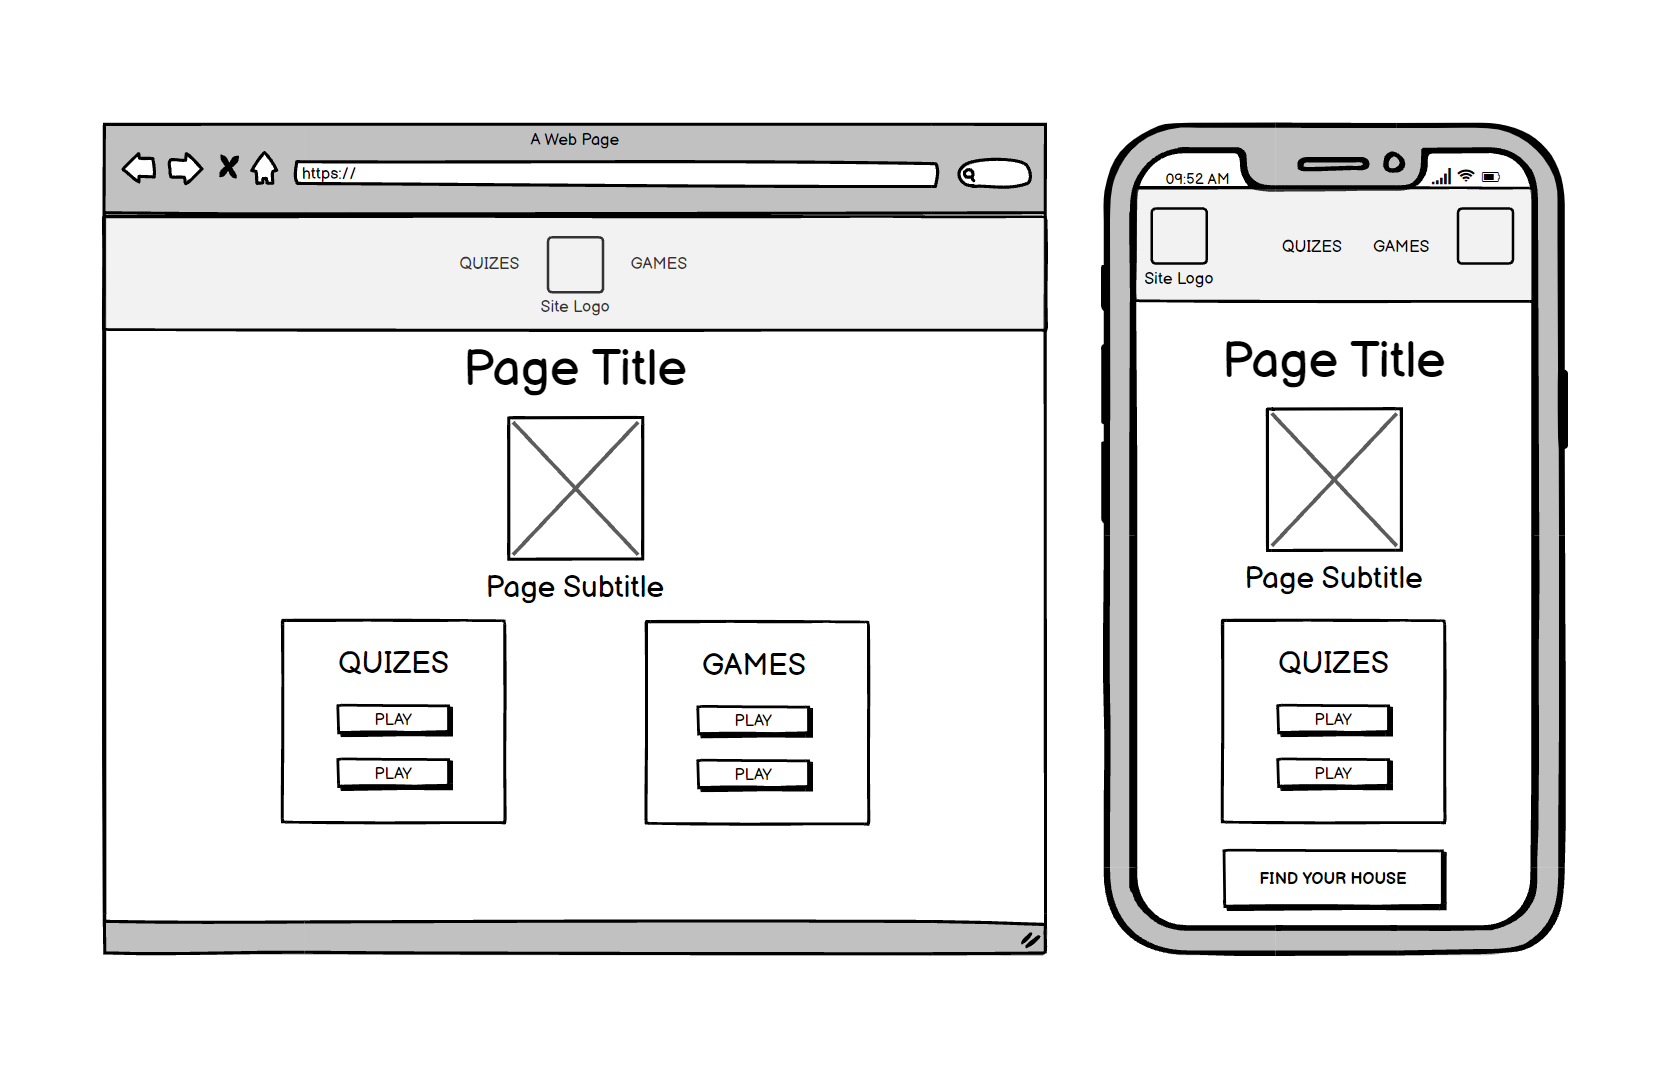 A Web Page
https://
QUIZES
GAMES
Site Logo
Page Title
Page Subtitle
QUIZES
PLAY
PLAY
GAMES
PLAY
PLAY
09:52 AM
Site Logo
QUIZES
GAMES
Page Title
Page Subtitle
QUIZES
PLAY
PLAY
FIND YOUR HOUSE